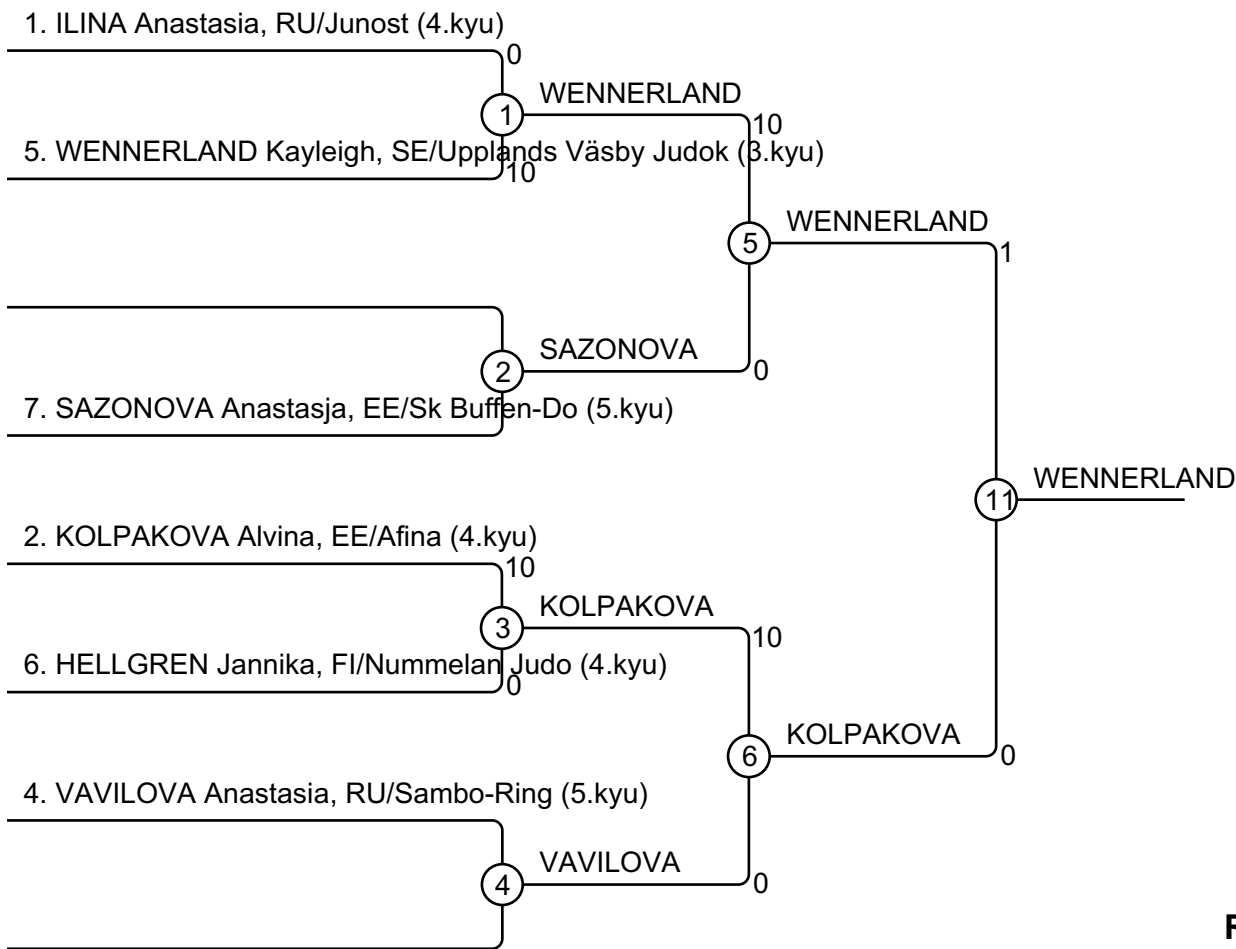 1. ILINA Anastasia, RU/Junost (4.kyu)
0
1
WENNERLAND
10
5. WENNERLAND Kayleigh, SE/Upplands Väsby Judok (3.kyu)
10
5
WENNERLAND
1
2
SAZONOVA
0
7. SAZONOVA Anastasja, EE/Sk Buffen-Do (5.kyu)
11
WENNERLAND
2. KOLPAKOVA Alvina, EE/Afina (4.kyu)
10
3
KOLPAKOVA
10
6. HELLGREN Jannika, FI/Nummelan Judo (4.kyu)
0
6
KOLPAKOVA
0
4. VAVILOVA Anastasia, RU/Sambo-Ring (5.kyu)
4
VAVILOVA
0